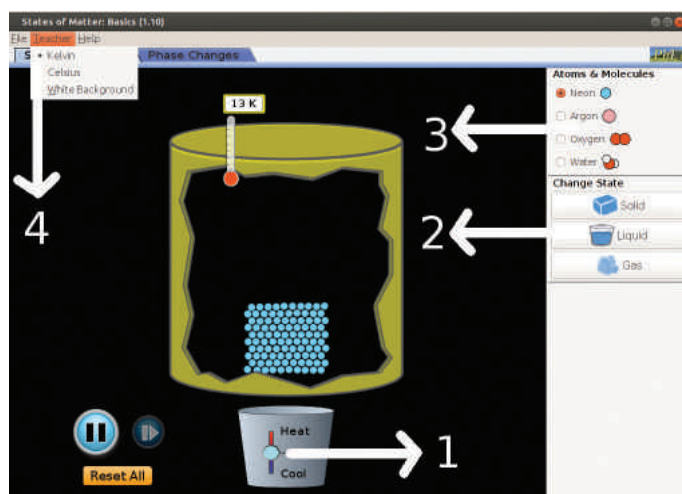 States of Matter: Basics (1.10)
File Teacher Help
S
Phase Changes
Kelvin
Celsius
White Background
13 K
Atoms & Molecules
Neon
Argon
Oxygen
Water
Change State
Solid
Liquid
Gas
3
2
4
Heat
Cool
1
Reset All